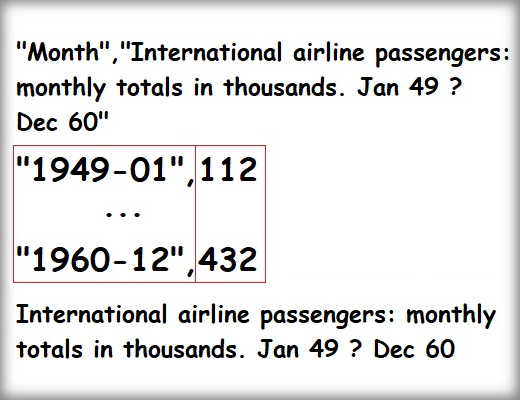 "Month","International airline passengers:
monthly totals in thousands. Jan 49 ?
Dec 60"
"1949-01",112
...
"1960-12",432
International airline passengers: monthly
totals in thousands. Jan 49 ? Dec 60